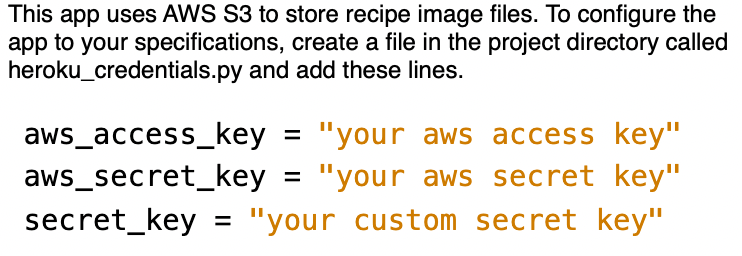 This app uses AWS S3 to store recipe image files. To configure the
app to your specifications, create a file in the project directory called
heroku_credentials.py and add these lines.
aws_access_key = "your aws access key"
aws_secret_key = "your aws secret key"
secret_key = "your custom secret key"